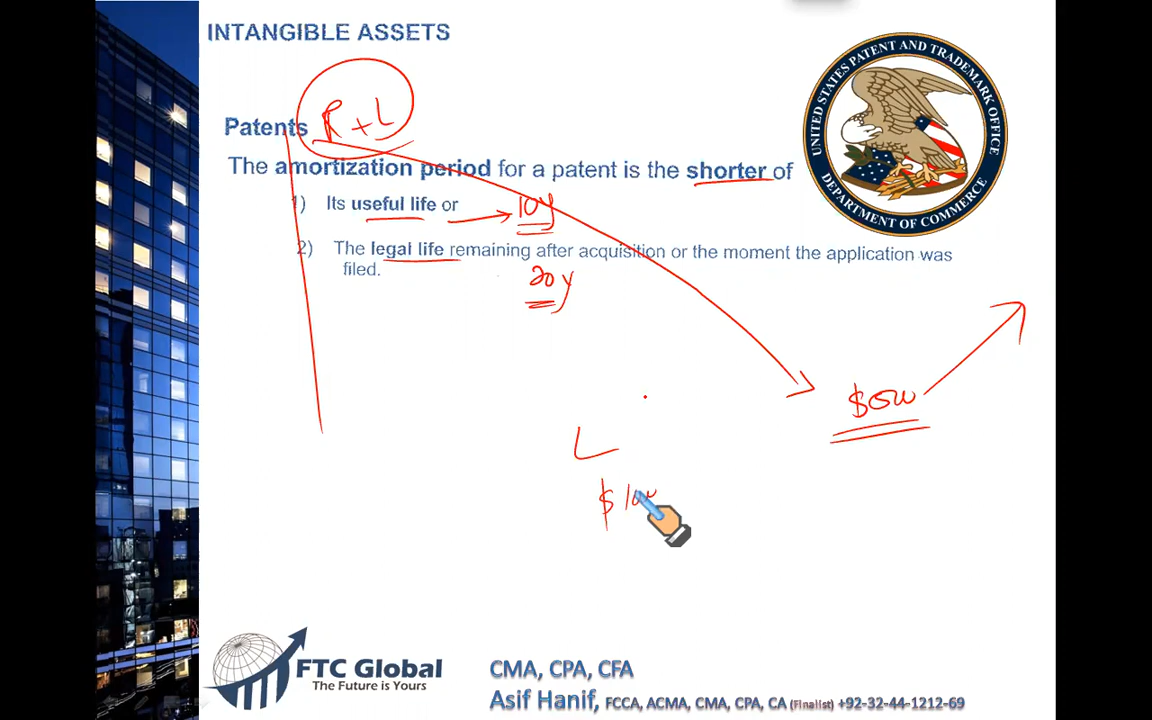 INTANGIBLE ASSETS
UNITED STATES PATENT AND TRADEMARK OFFICE
DEPARTMENT OF COMMERCE
Patents R + L
The amortization period for a patent is the shorter of
1) Its useful life or 10y
2) The legal life remaining after acquisition or the moment the application was
filed.
20y
L
FTC Global
The Future is Yours
CMA, CPA, CFA
Asif Hanif, FCCA, ACMA, CMA, CPA, CA (Finalist) +92-32-44-1212-69